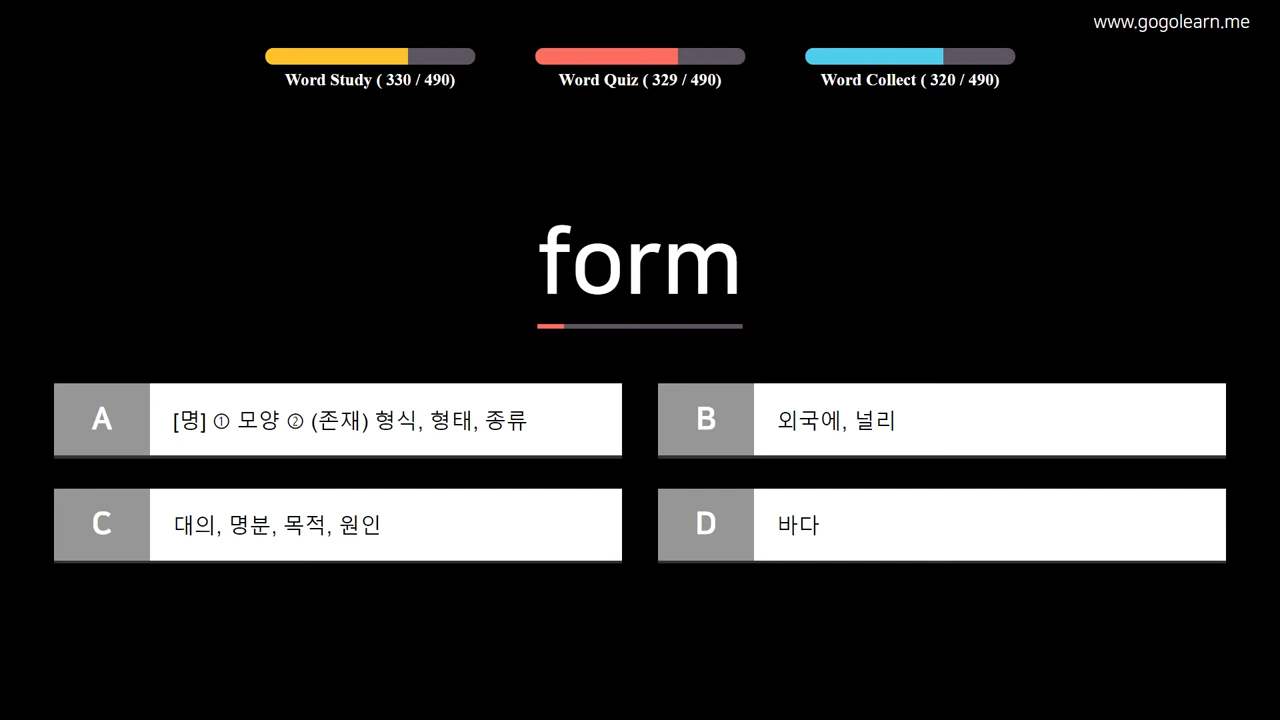 www.gogolearn.me
Word Study ( 330 / 490)
Word Quiz ( 329 / 490)
Word Collect ( 320 / 490)
form
A
[명] ① 모양 ② (존재) 형식, 형태, 종류
B
외국에, 널리
C
대의, 명분, 목적, 원인
D
바다